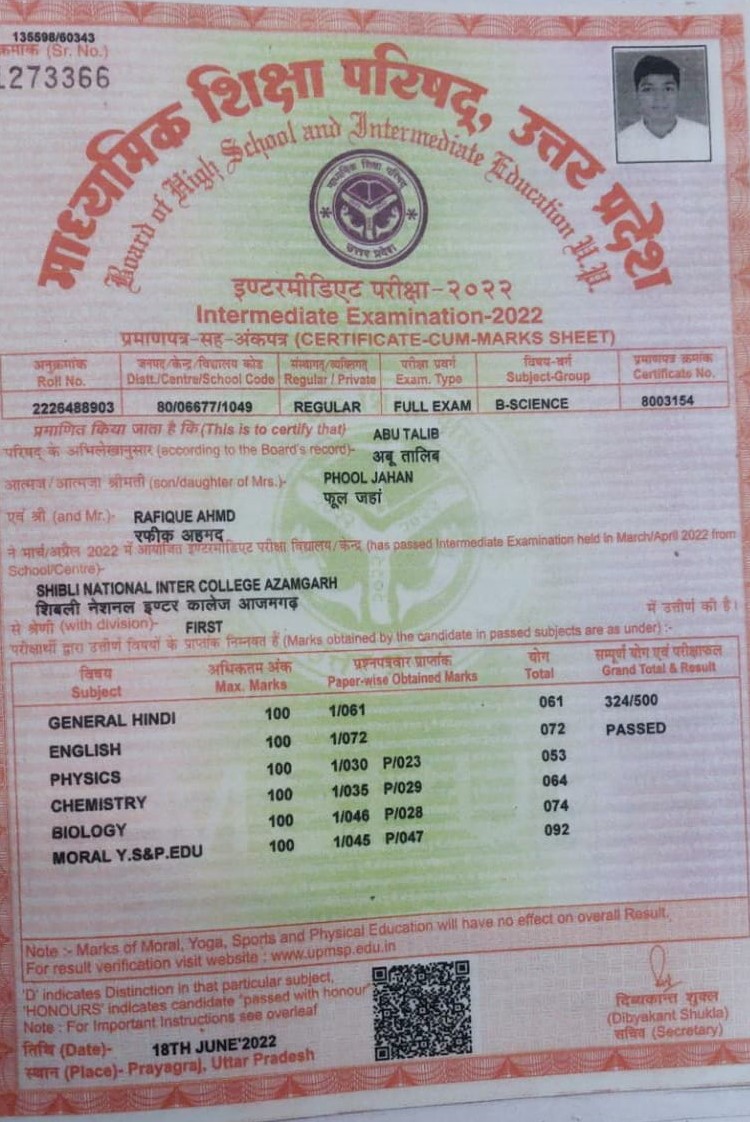 135598/60343
क्रमांक (Sr. No.)
1273366
माध्यमिक शिक्षा परिषद्, उत्तर प्रदेश
Board of High School and Intermediate Education U.P.
माध्यमिक शिक्षा परिषद्
उत्तर प्रदेश
इण्टरमीडिएट परीक्षा-२०२२
Intermediate Examination-2022
प्रमाणपत्र-सह-अंकपत्र (CERTIFICATE-CUM-MARKS SHEET)
अनुक्रमांक जनपद/केन्द्र/विद्यालय कोड संस्थागत/व्यक्तिगत परीक्षा प्रवर्ग विषय-वर्ग प्रमाणपत्र क्रमांक
Roll No. Distt./Centre/School Code Regular / Private Exam. Type Subject-Group Certificate No.
2226488903 80/06677/1049 REGULAR FULL EXAM B-SCIENCE 8003154
प्रमाणित किया जाता है कि (This is to certify that) ABU TALIB
परिषद् के अभिलेखानुसार (according to the Board's record)- अबू तालिब
आत्मज/आत्मजा श्रीमती (son/daughter of Mrs.)- PHOOL JAHAN
फूल जहां
एवं श्री (and Mr.)- RAFIQUE AHMD
रफीक़ अहमद
ने मार्च/अप्रैल 2022 में आयोजित इण्टरमीडिएट परीक्षा विद्यालय/केन्द्र (has passed Intermediate Examination held in March/April 2022 from
School/Centre)-
SHIBLI NATIONAL INTER COLLEGE AZAMGARH
शिबली नेशनल इण्टर कालेज आजमगढ़ में उत्तीर्ण की है।
से श्रेणी (with division)- FIRST
परीक्षार्थी द्वारा उत्तीर्ण विषयों के प्राप्तांक निम्नवत हैं (Marks obtained by the candidate in passed subjects are as under) :-
विषय अधिकतम अंक प्रश्नपत्रवार प्राप्तांक योग सम्पूर्ण योग एवं परीक्षाफल
Subject Max. Marks Paper-wise Obtained Marks Total Grand Total & Result
GENERAL HINDI 100 1/061 061 324/500
ENGLISH 100 1/072 072 PASSED
PHYSICS 100 1/030 P/023 053
CHEMISTRY 100 1/035 P/029 064
BIOLOGY 100 1/046 P/028 074
MORAL Y.S&P.EDU 100 1/045 P/047 092
Note :- Marks of Moral, Yoga, Sports and Physical Education will have no effect on overall Result.
For result verification visit website : www.upmsp.edu.in
'D' indicates Distinction in that particular subject,
'HONOURS' indicates candidate "passed with honour"
Note : For Important Instructions see overleaf
तिथि (Date)- 18TH JUNE'2022
स्थान (Place)- Prayagraj, Uttar Pradesh
दिब्यकान्त शुक्ल
(Dibyakant Shukla)
सचिव (Secretary)